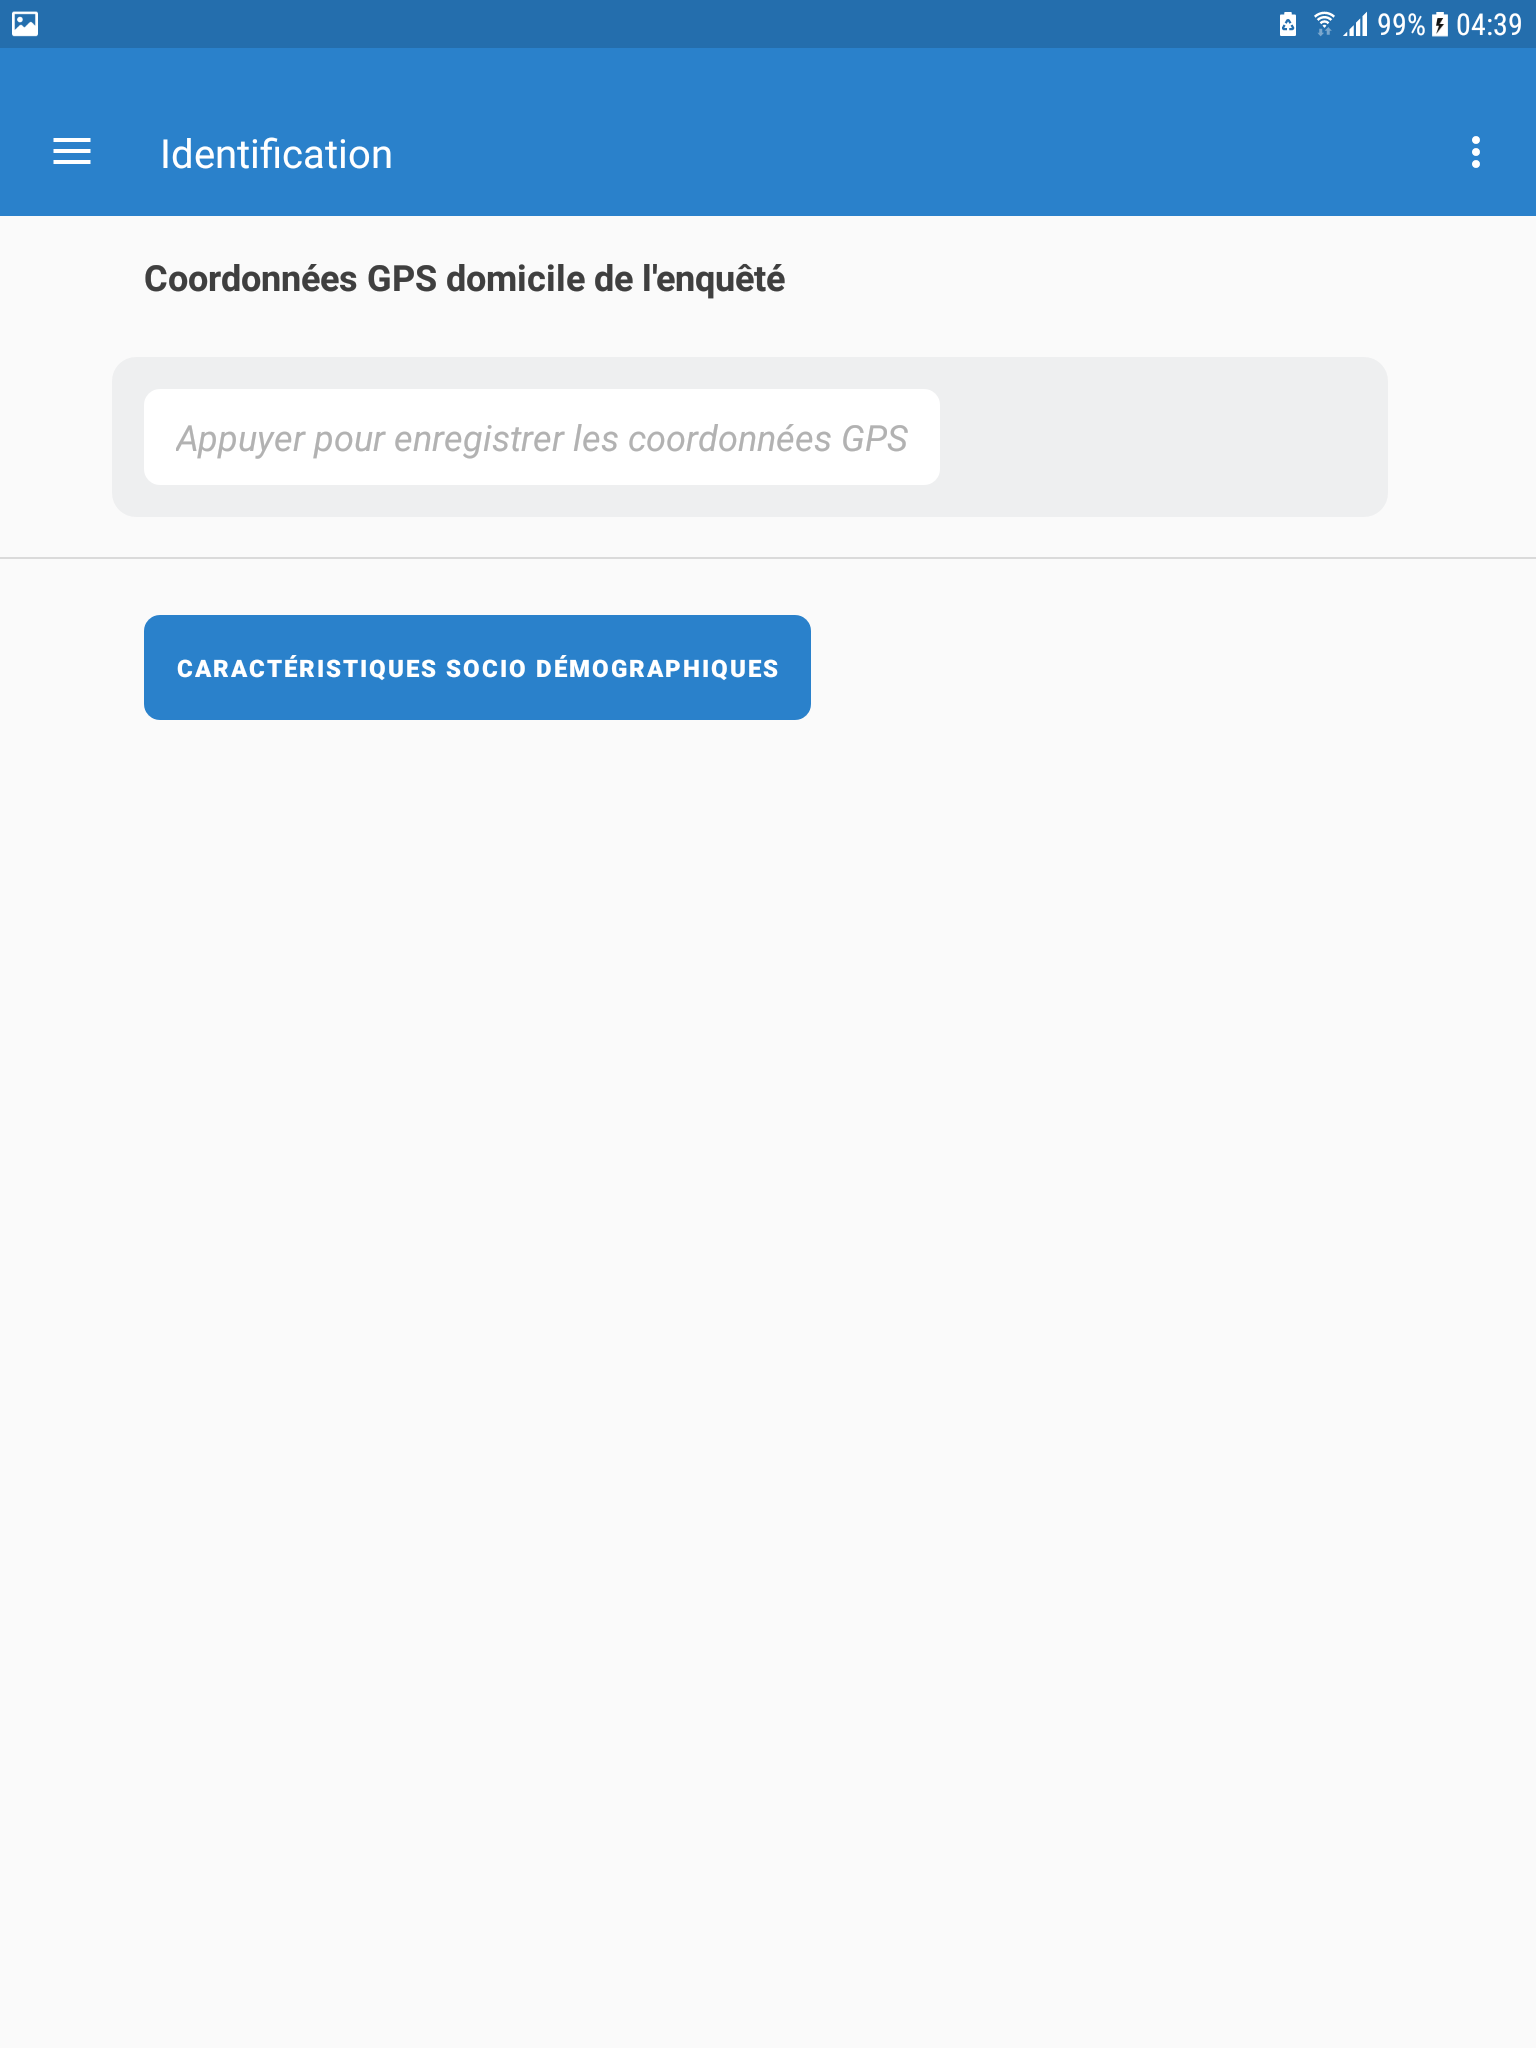 99% 04:39
Identification
Coordonnées GPS domicile de l'enquêté
Appuyer pour enregistrer les coordonnées GPS
CARACTÉRISTIQUES SOCIO DÉMOGRAPHIQUES